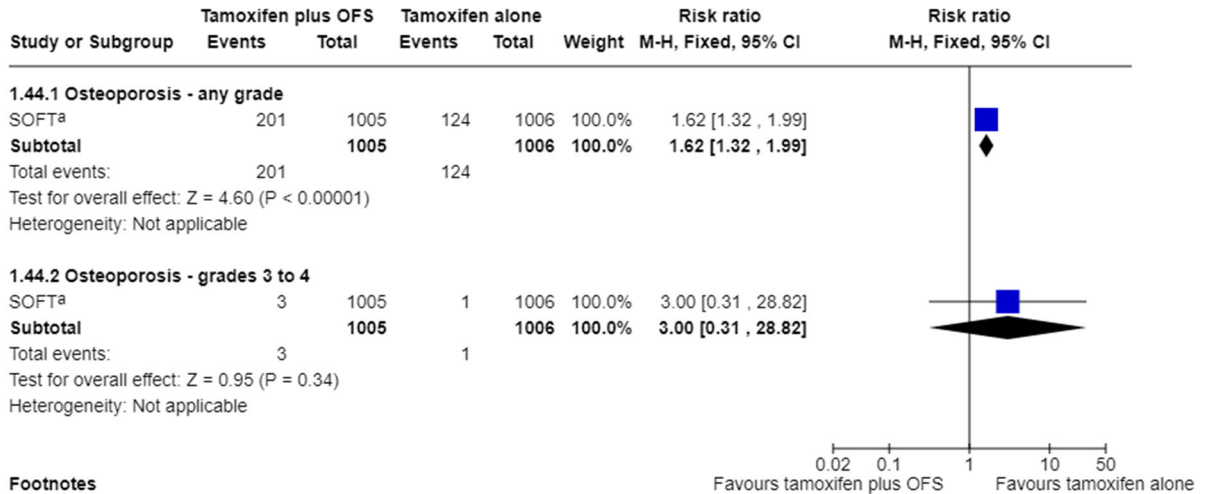 Tamoxifen plus OFS Tamoxifen alone Risk ratio Risk ratio
Study or Subgroup Events Total Events Total Weight M-H, Fixed, 95% CI M-H, Fixed, 95% CI
1.44.1 Osteoporosis - any grade
SOFTª 201 1005 124 1006 100.0% 1.62 [1.32 , 1.99]
Subtotal 1005 1006 100.0% 1.62 [1.32 , 1.99]
Total events: 201 124
Test for overall effect: Z = 4.60 (P < 0.00001)
Heterogeneity: Not applicable
1.44.2 Osteoporosis - grades 3 to 4
SOFTª 3 1005 1 1006 100.0% 3.00 [0.31 , 28.82]
Subtotal 1005 1006 100.0% 3.00 [0.31 , 28.82]
Total events: 3 1
Test for overall effect: Z = 0.95 (P = 0.34)
Heterogeneity: Not applicable
0.02 0.1 1 10 50
Footnotes Favours tamoxifen plus OFS Favours tamoxifen alone